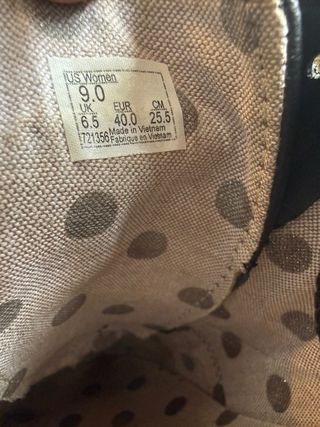 US Women
9.0
UK EUR CM
6.5 40.0 25.5
721356 Made in Vietnam
Fabriqué en Vietnam